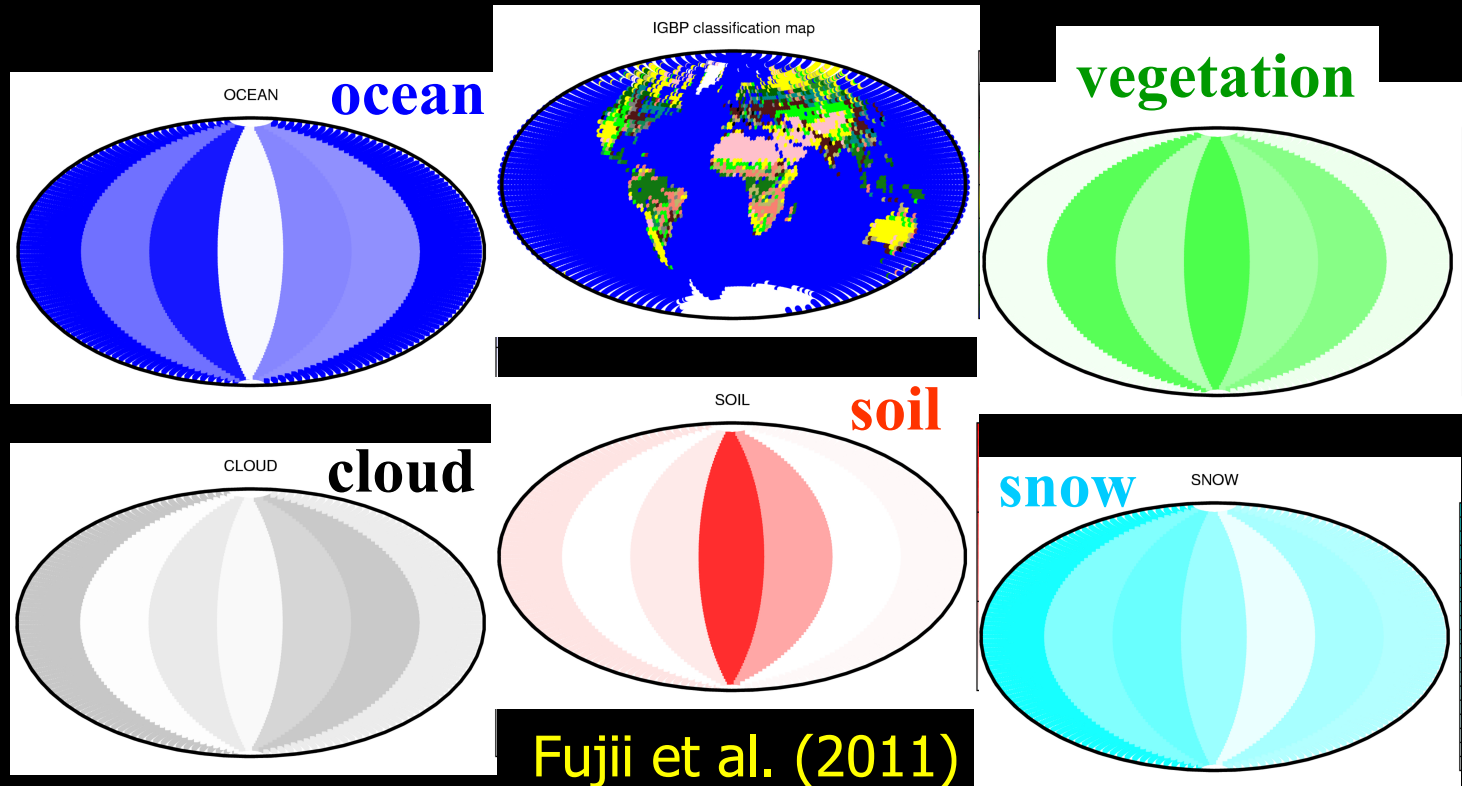 IGBP classification map
OCEAN
ocean
vegetation
SOIL
soil
CLOUD
cloud
SNOW
snow
Fujii et al. (2011)